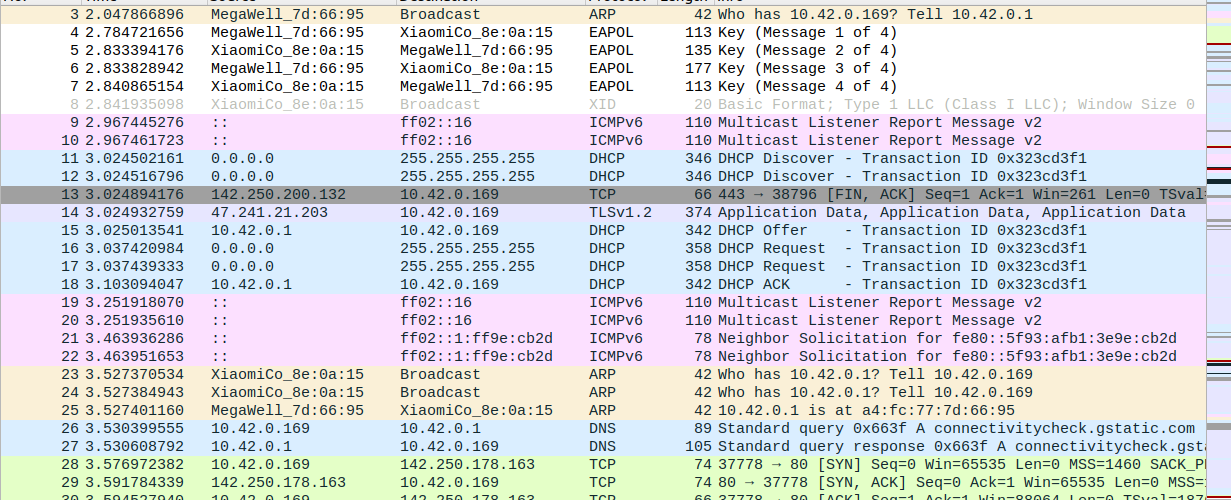 3 2.047866896 MegaWell_7d:66:95 Broadcast ARP 42 Who has 10.42.0.169? Tell 10.42.0.1
4 2.784721656 MegaWell_7d:66:95 XiaomiCo_8e:0a:15 EAPOL 113 Key (Message 1 of 4)
5 2.833394276 XiaomiCo_8e:0a:15 MegaWell_7d:66:95 EAPOL 135 Key (Message 2 of 4)
6 2.833828942 MegaWell_7d:66:95 XiaomiCo_8e:0a:15 EAPOL 177 Key (Message 3 of 4)
7 2.840865154 XiaomiCo_8e:0a:15 MegaWell_7d:66:95 EAPOL 113 Key (Message 4 of 4)
8 2.841935098 XiaomiCo_8e:0a:15 Broadcast XID 20 Basic Format; Type 1 LLC (Class I LLC); Window Size 0
9 2.967445276 :: ff02::16 ICMPv6 110 Multicast Listener Report Message v2
10 2.967461723 :: ff02::16 ICMPv6 110 Multicast Listener Report Message v2
11 3.024502161 0.0.0.0 255.255.255.255 DHCP 346 DHCP Discover - Transaction ID 0x323cd3f1
12 3.024516796 0.0.0.0 255.255.255.255 DHCP 346 DHCP Discover - Transaction ID 0x323cd3f1
13 3.024894176 142.250.200.132 10.42.0.169 TCP 66 443 → 38796 [FIN, ACK] Seq=1 Ack=1 Win=261 Len=0 TSval=
14 3.024932759 47.241.21.203 10.42.0.169 TLSv1.2 374 Application Data, Application Data, Application Data
15 3.025013541 10.42.0.1 10.42.0.169 DHCP 342 DHCP Offer - Transaction ID 0x323cd3f1
16 3.037420984 0.0.0.0 255.255.255.255 DHCP 358 DHCP Request - Transaction ID 0x323cd3f1
17 3.037439333 0.0.0.0 255.255.255.255 DHCP 358 DHCP Request - Transaction ID 0x323cd3f1
18 3.103094047 10.42.0.1 10.42.0.169 DHCP 342 DHCP ACK - Transaction ID 0x323cd3f1
19 3.251918070 :: ff02::16 ICMPv6 110 Multicast Listener Report Message v2
20 3.251935610 :: ff02::16 ICMPv6 110 Multicast Listener Report Message v2
21 3.463936286 :: ff02::1:ff9e:cb2d ICMPv6 78 Neighbor Solicitation for fe80::5f93:afb1:3e9e:cb2d
22 3.463951653 :: ff02::1:ff9e:cb2d ICMPv6 78 Neighbor Solicitation for fe80::5f93:afb1:3e9e:cb2d
23 3.527370534 XiaomiCo_8e:0a:15 Broadcast ARP 42 Who has 10.42.0.1? Tell 10.42.0.169
24 3.527384943 XiaomiCo_8e:0a:15 Broadcast ARP 42 Who has 10.42.0.1? Tell 10.42.0.169
25 3.527401160 MegaWell_7d:66:95 XiaomiCo_8e:0a:15 ARP 42 10.42.0.1 is at a4:fc:77:7d:66:95
26 3.530399555 10.42.0.169 10.42.0.1 DNS 89 Standard query 0x663f A connectivitycheck.gstatic.com
27 3.530608792 10.42.0.1 10.42.0.169 DNS 105 Standard query response 0x663f A connectivitycheck.gsta
28 3.576972382 10.42.0.169 142.250.178.163 TCP 74 37778 → 80 [SYN] Seq=0 Win=65535 Len=0 MSS=1460 SACK_P
29 3.591784339 142.250.178.163 10.42.0.169 TCP 74 80 → 37778 [SYN, ACK] Seq=0 Ack=1 Win=65535 Len=0 MSS=
30 3.594527940 10.42.0.169 142.250.178.163 TCP 66 37778 → 80 [ACK] Seq=1 Ack=1 Win=88064 Len=0 TSval=187